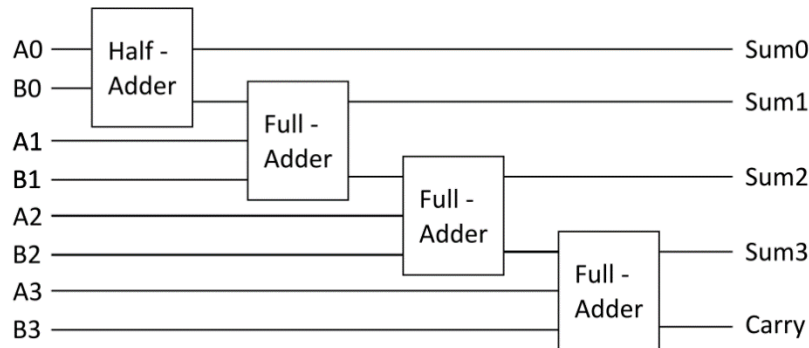 A0
Half -
Adder
Sum0
B0
Sum1
Full -
Adder
A1
B1
Full -
Adder
Sum2
A2
B2
Sum3
Full -
Adder
A3
B3
Carry